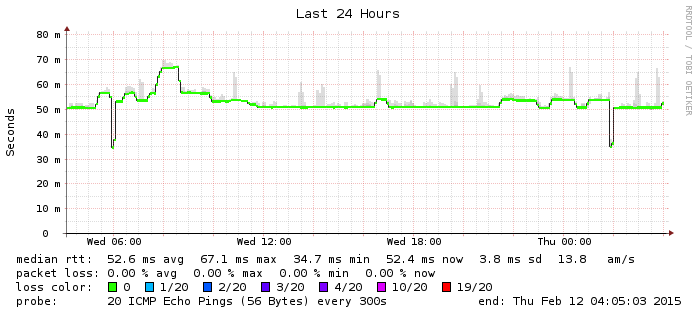 Last 24 Hours
RRDTOOL / TOBI OETIKER
80 m
70 m
60 m
50 m
40 m
30 m
20 m
10 m
0
Seconds
Wed 06:00 Wed 12:00 Wed 18:00 Thu 00:00
median rtt: 52.6 ms avg 67.1 ms max 34.7 ms min 52.4 ms now 3.8 ms sd 13.8 am/s
packet loss: 0.00 % avg 0.00 % max 0.00 % min 0.00 % now
loss color: 0 1/20 2/20 3/20 4/20 10/20 19/20
probe: 20 ICMP Echo Pings (56 Bytes) every 300s end: Thu Feb 12 04:05:03 2015